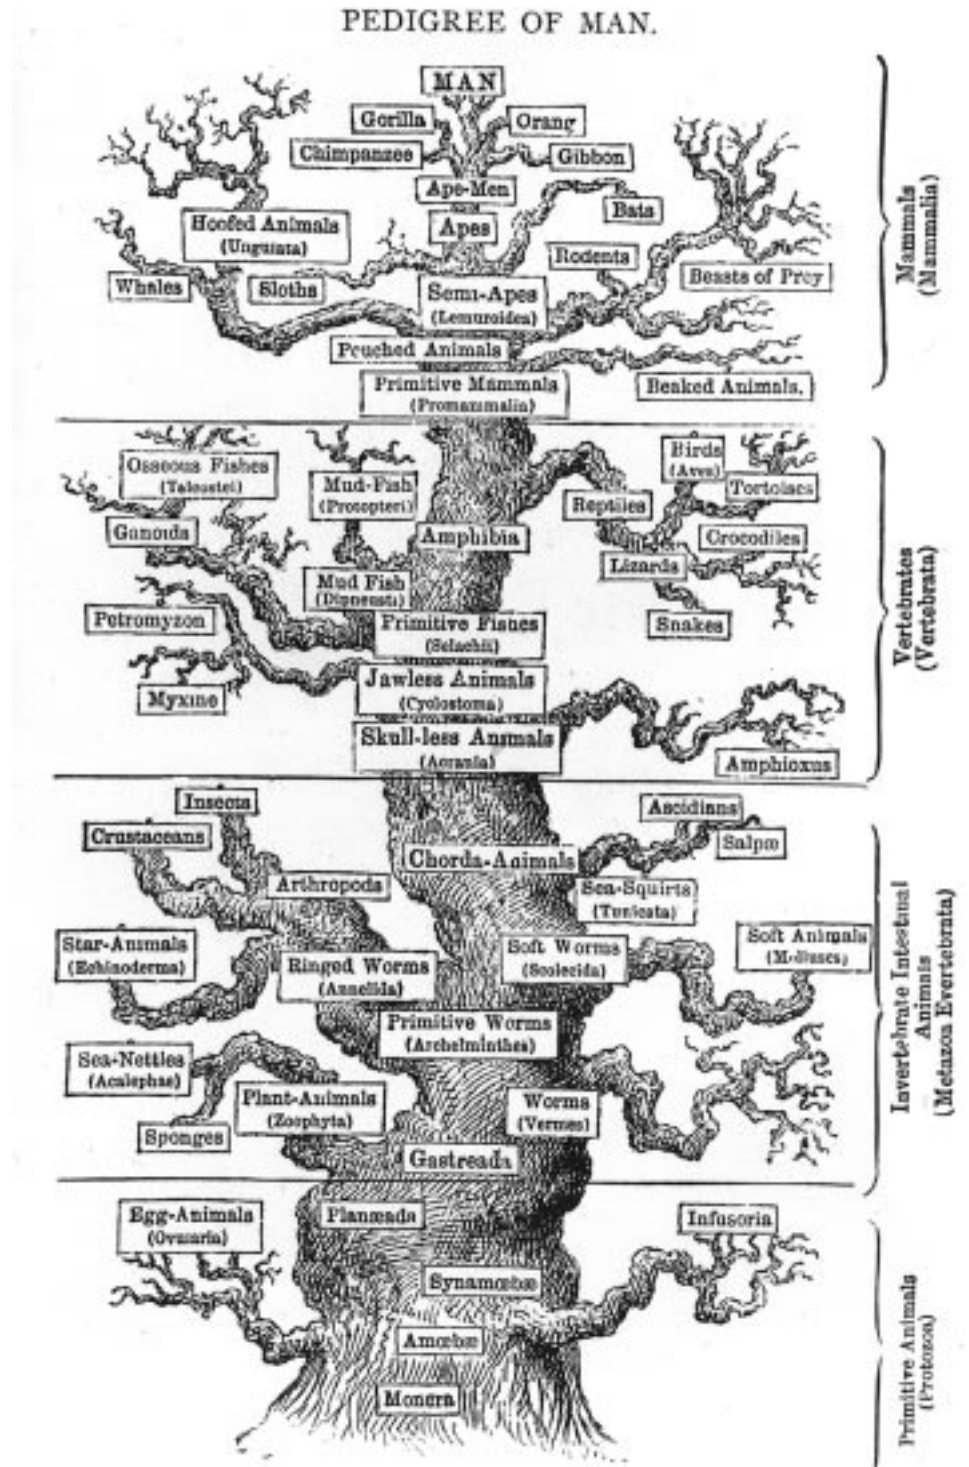 PEDIGREE OF MAN.
MAN
Gorilla
Orang
Chimpanzee
Gibbon
Ape-Men
Bats
Apes
Hoofed Animals
(Ungulata)
Rodents
Beasts of Prey
Whales
Sloths
Semi-Apes
(Lemuroidea)
Pouched Animals
Primitive Mammals
(Promammalia)
Beaked Animals.
Mammals
(Mammalia)
Osseous Fishes
(Teleostei)
Mud-Fish
(Protopteri)
Birds
(Aves)
Tortoises
Reptiles
Ganoids
Amphibia
Crocodiles
Lizards
Mud Fish
(Dipneusti)
Petromyzon
Primitive Fishes
(Selachii)
Snakes
Myxine
Jawless Animals
(Cyclostoma)
Skull-less Animals
(Acrania)
Amphioxus
Vertebrates
(Vertebrata)
Insects
Ascidians
Crustaceans
Salpæ
Chorda-Animals
Arthropods
Sea-Squirts
(Tunicata)
Star-Animals
(Echinoderma)
Ringed Worms
(Annelida)
Soft Worms
(Scolecida)
Soft Animals
(Mollusca)
Primitive Worms
(Archelminthes)
Sea-Nettles
(Acalephae)
Plant-Animals
(Zoophyta)
Worms
(Vermes)
Sponges
Gastreada
Invertebrate Intestinal
Animals
(Metazoa Evertebrata)
Egg-Animals
(Ovularia)
Planæada
Infusoria
Synamœbæ
Amœbæ
Monera
Primitive Animals
(Protozoa)